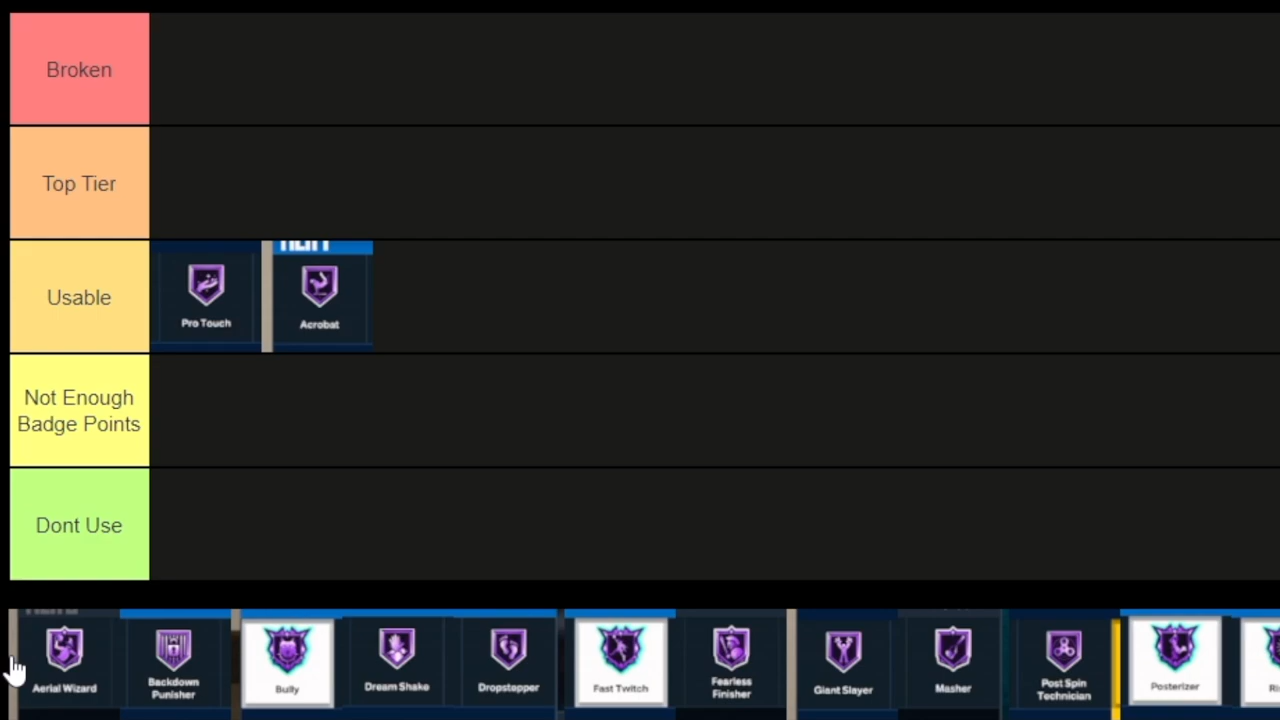 Broken
Top Tier
Usable
Pro Touch
Acrobat
Not Enough
Badge Points
Dont Use
Aerial Wizard
Backdown
Punisher
Bully
Dream Shake
Dropstepper
Fast Twitch
Fearless
Finisher
Giant Slayer
Masher
Post Spin
Technician
Posterizer